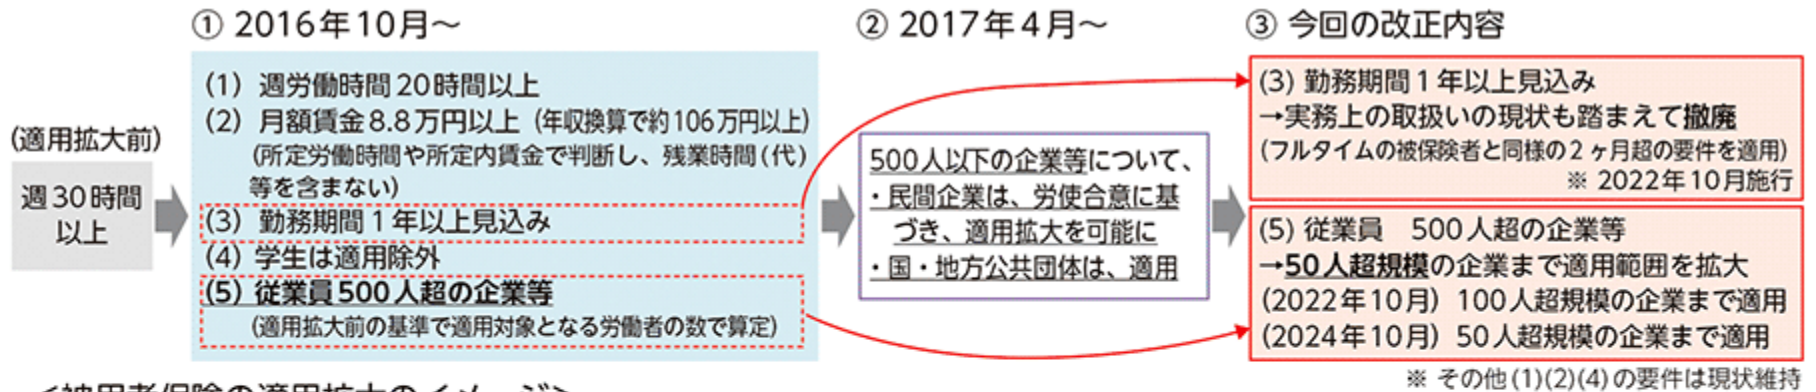 ① 2016年10月～
② 2017年4月～
③ 今回の改正内容
(適用拡大前)
週30時間
以上
(1) 週労働時間20時間以上
(2) 月額賃金8.8万円以上（年収換算で約106万円以上）
(所定労働時間や所定内賃金で判断し、残業時間(代)
等を含まない)
(3) 勤務期間1年以上見込み
(4) 学生は適用除外
(5) 従業員500人超の企業等
(適用拡大前の基準で適用対象となる労働者の数で算定)
500人以下の企業等について、
・民間企業は、労使合意に基
づき、適用拡大を可能に
・国・地方公共団体は、適用
(3) 勤務期間1年以上見込み
→実務上の取扱いの現状も踏まえて撤廃
(フルタイムの被保険者と同様の2ヶ月超の要件を適用)
※ 2022年10月施行
(5) 従業員　500人超の企業等
→50人超規模の企業まで適用範囲を拡大
(2022年10月) 100人超規模の企業まで適用
(2024年10月) 50人超規模の企業まで適用
※ その他(1)(2)(4)の要件は現状維持
<被用者保険の適用拡大のイメージ>